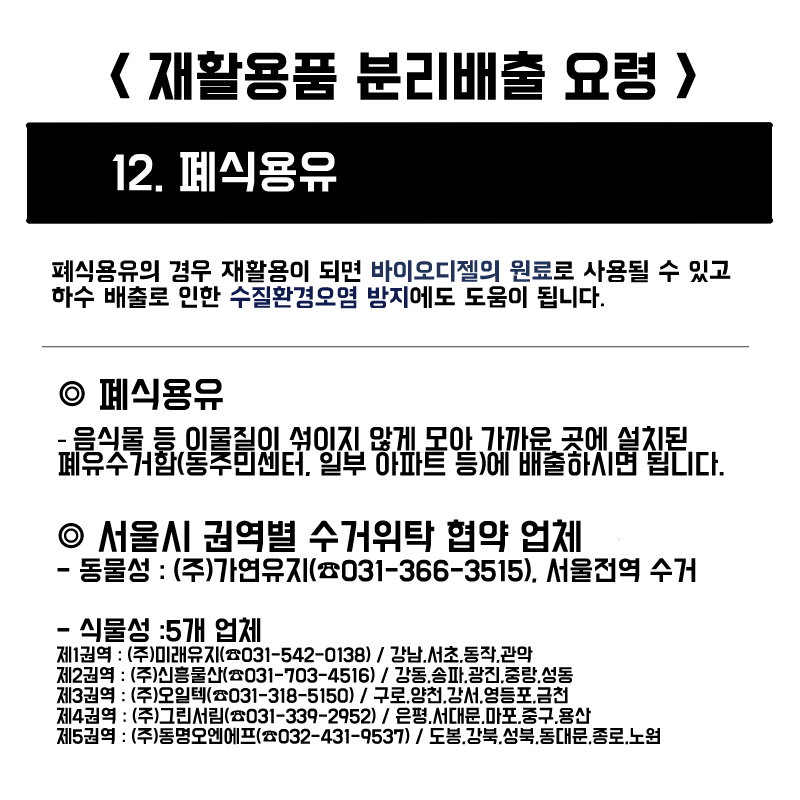 < 재활용품 분리배출 요령 >
12. 폐식용유
폐식용유의 경우 재활용이 되면 바이오디젤의 원료로 사용될 수 있고
하수 배출로 인한 수질환경오염 방지에도 도움이 됩니다.
◎ 폐식용유
- 음식물 등 이물질이 섞이지 않게 모아 가까운 곳에 설치된
폐유수거함(동주민센터, 일부 아파트 등)에 배출하시면 됩니다.
◎ 서울시 권역별 수거위탁 협약 업체
- 동물성 : (주)가연유지(☎031-366-3515), 서울전역 수거
- 식물성 :5개 업체
제1권역 : (주)미래유지(☎031-542-0138) / 강남,서초,동작,관악
제2권역 : (주)신흥물산(☎031-703-4516) / 강동,송파,광진,중랑,성동
제3권역 : (주)오일텍(☎031-318-5150) / 구로,양천,강서,영등포,금천
제4권역 : (주)그린서림(☎031-339-2952) / 은평,서대문,마포,중구,용산
제5권역 : (주)동명오엔에프(☎032-431-9537) / 도봉,강북,성북,동대문,종로,노원